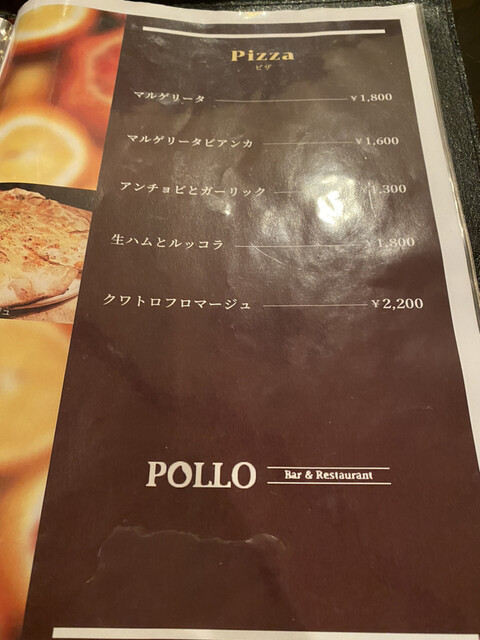 Pizza
ピザ
マルゲリータ ¥1,800
マルゲリータビアンカ ¥1,600
アンチョビとガーリック 1,300
生ハムとルッコラ ¥1,800
クワトロフロマージュ ¥2,200
POLLO Bar & Restaurant